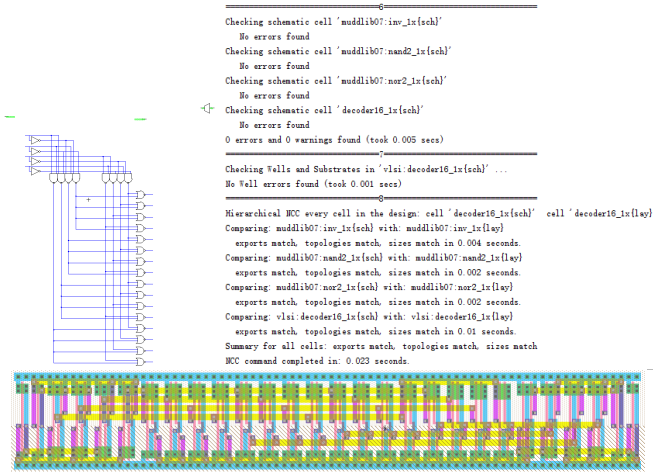 6
Checking schematic cell 'muddlib07:inv_1x{sch}'
No errors found
Checking schematic cell 'muddlib07:nand2_1x{sch}'
No errors found
Checking schematic cell 'muddlib07:nor2_1x{sch}'
No errors found
Checking schematic cell 'decoder16_1x{sch}'
No errors found
0 errors and 0 warnings found (took 0.005 secs)
7
Checking Wells and Substrates in 'vlsi:decoder16_1x{sch}' ...
No Well errors found (took 0.001 secs)
8
Hierarchical NCC every cell in the design: cell 'decoder16_1x{sch}' cell 'decoder16_1x{lay}
Comparing: muddlib07:inv_1x{sch} with: muddlib07:inv_1x{lay}
exports match, topologies match, sizes match in 0.004 seconds.
Comparing: muddlib07:nand2_1x{sch} with: muddlib07:nand2_1x{lay}
exports match, topologies match, sizes match in 0.002 seconds.
Comparing: muddlib07:nor2_1x{sch} with: muddlib07:nor2_1x{lay}
exports match, topologies match, sizes match in 0.002 seconds.
Comparing: vlsi:decoder16_1x{sch} with: vlsi:decoder16_1x{lay}
exports match, topologies match, sizes match in 0.01 seconds.
Summary for all cells: exports match, topologies match, sizes match
NCC command completed in: 0.023 seconds.